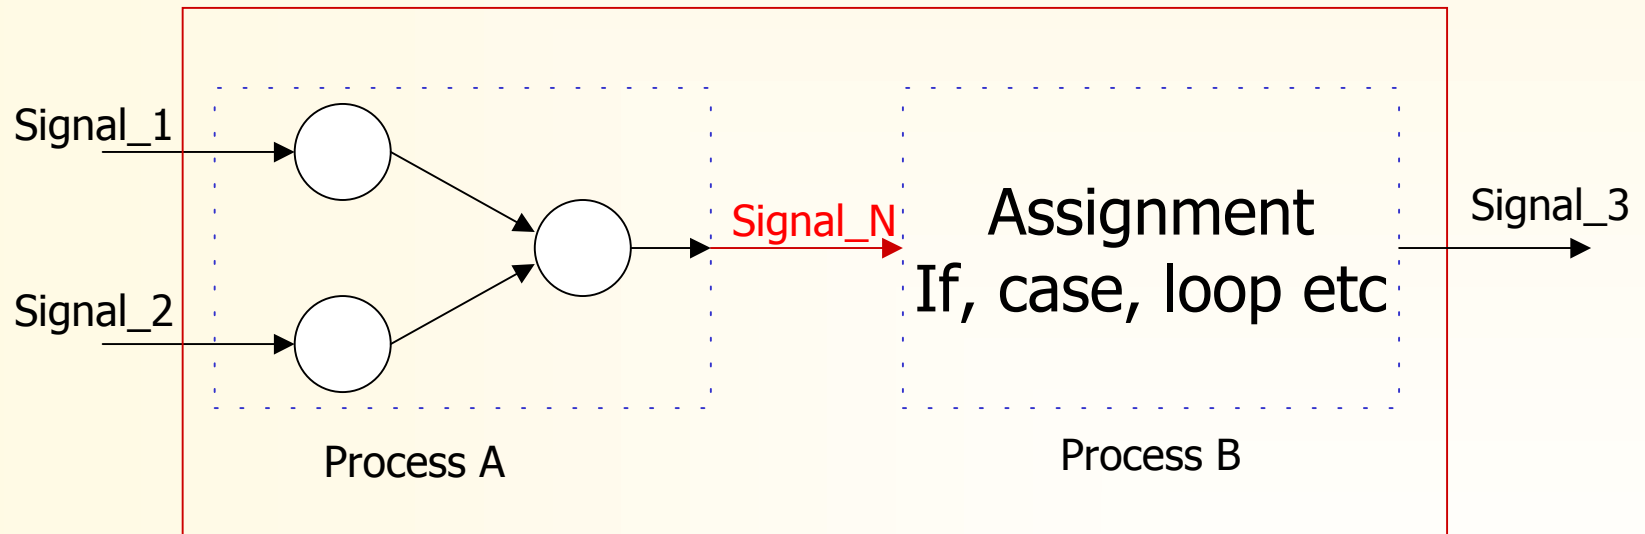 Signal_1
Signal_2
Signal_N
Assignment
If, case, loop etc
Signal_3
Process A
Process B